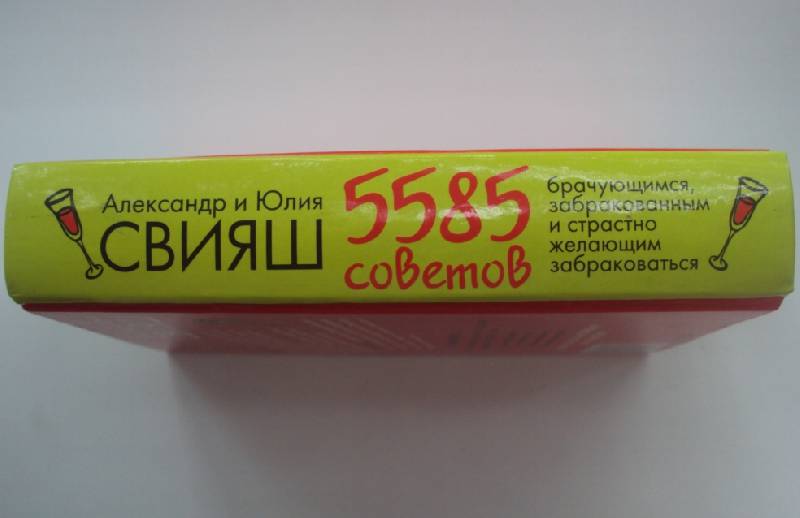 Александр и Юлия
СВИЯШ
5585
советов
брачующимся,
забракованным
и страстно
желающим
забраковаться